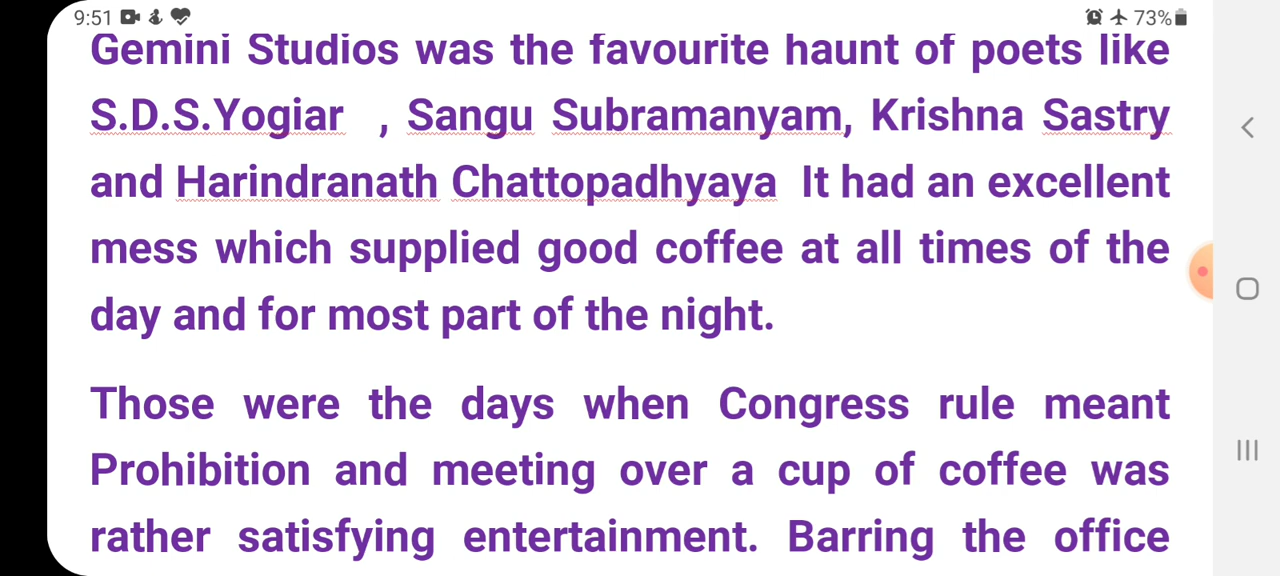 9:51 73%
Gemini Studios was the favourite haunt of poets like
S.D.S.Yogiar , Sangu Subramanyam, Krishna Sastry
and Harindranath Chattopadhyaya It had an excellent
mess which supplied good coffee at all times of the
day and for most part of the night.
Those were the days when Congress rule meant
Prohibition and meeting over a cup of coffee was
rather satisfying entertainment. Barring the office